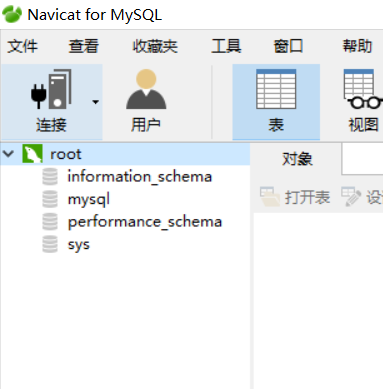 Navicat for MySQL
文件 查看 收藏夹 工具 窗口 帮助
连接 用户 表 视图
root 对象
information_schema
mysql 打开表 设
performance_schema
sys